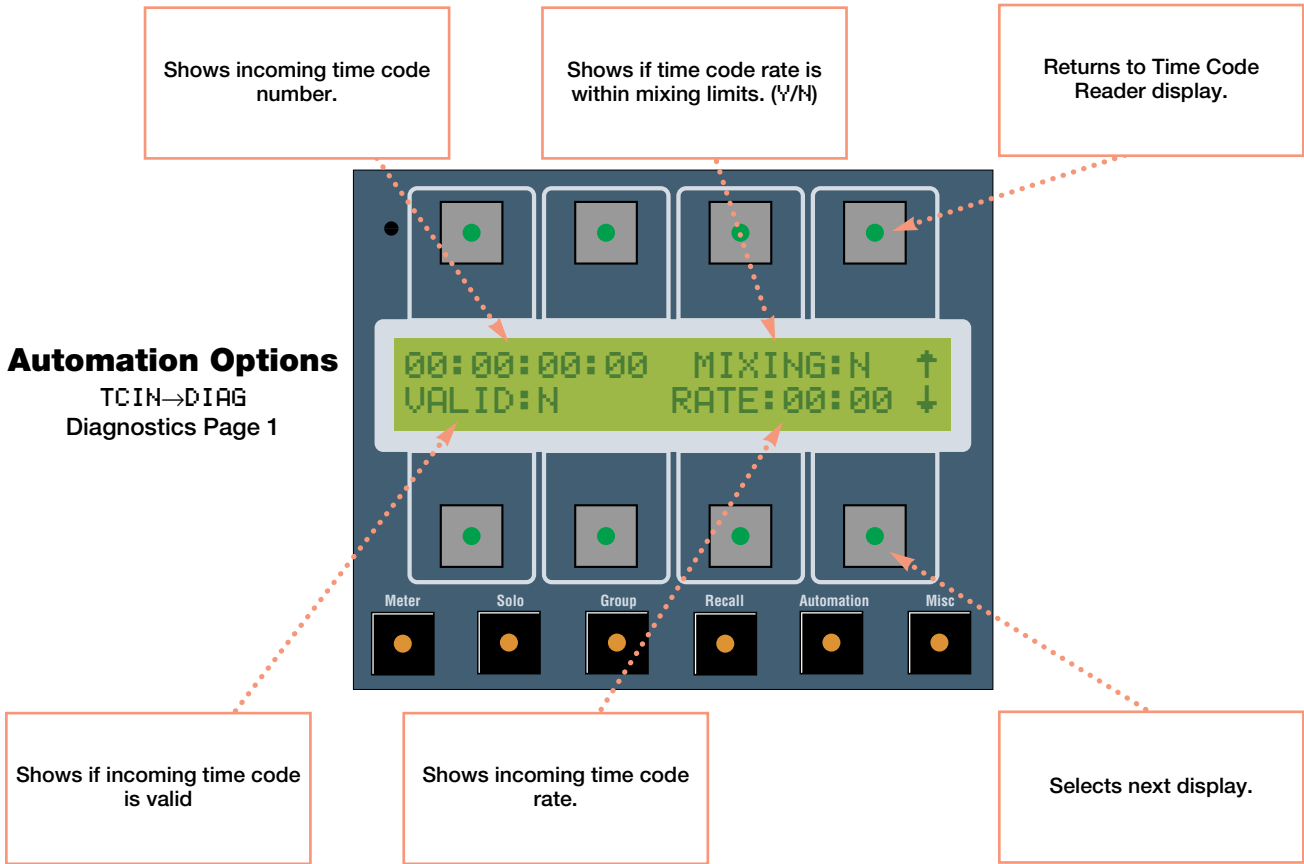 Shows incoming time code
number.
Shows if time code rate is
within mixing limits. (Y/N)
Returns to Time Code
Reader display.
Automation Options
TCIN→DIAG
Diagnostics Page 1
00:00:00:00 MIXING:N ↑
VALID:N RATE:00:00 ↓
Meter Solo Group Recall Automation Misc
Shows if incoming time code
is valid
Shows incoming time code
rate.
Selects next display.